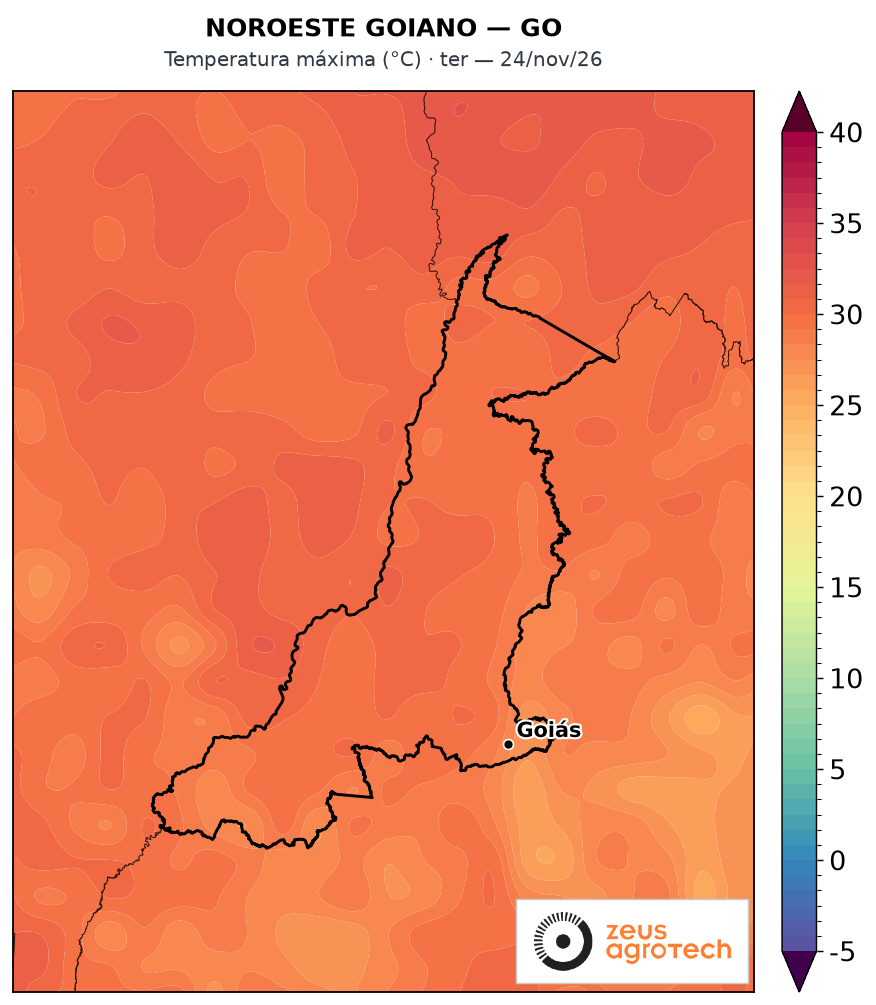 NOROESTE GOIANO — GO
Temperatura máxima (°C) · ter — 24/nov/26
40
35
30
25
20
15
10
5
0
-5
Goiás
zeus
agrotech